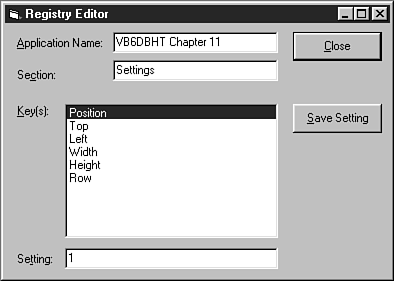 Registry Editor
Application Name: VB6DBHT Chapter 11
Close
Section: Settings
Key(s):
Position
Top
Left
Width
Height
Row
Save Setting
Setting: 1